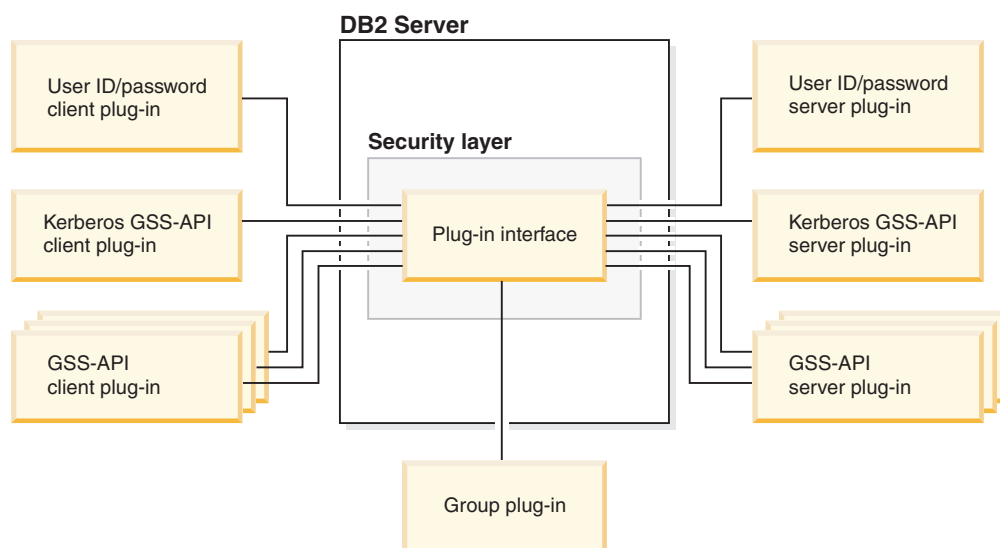 DB2 Server
User ID/password
client plug-in
User ID/password
server plug-in
Security layer
Kerberos GSS-API
client plug-in
Plug-in interface
Kerberos GSS-API
server plug-in
GSS-API
client plug-in
GSS-API
server plug-in
Group plug-in